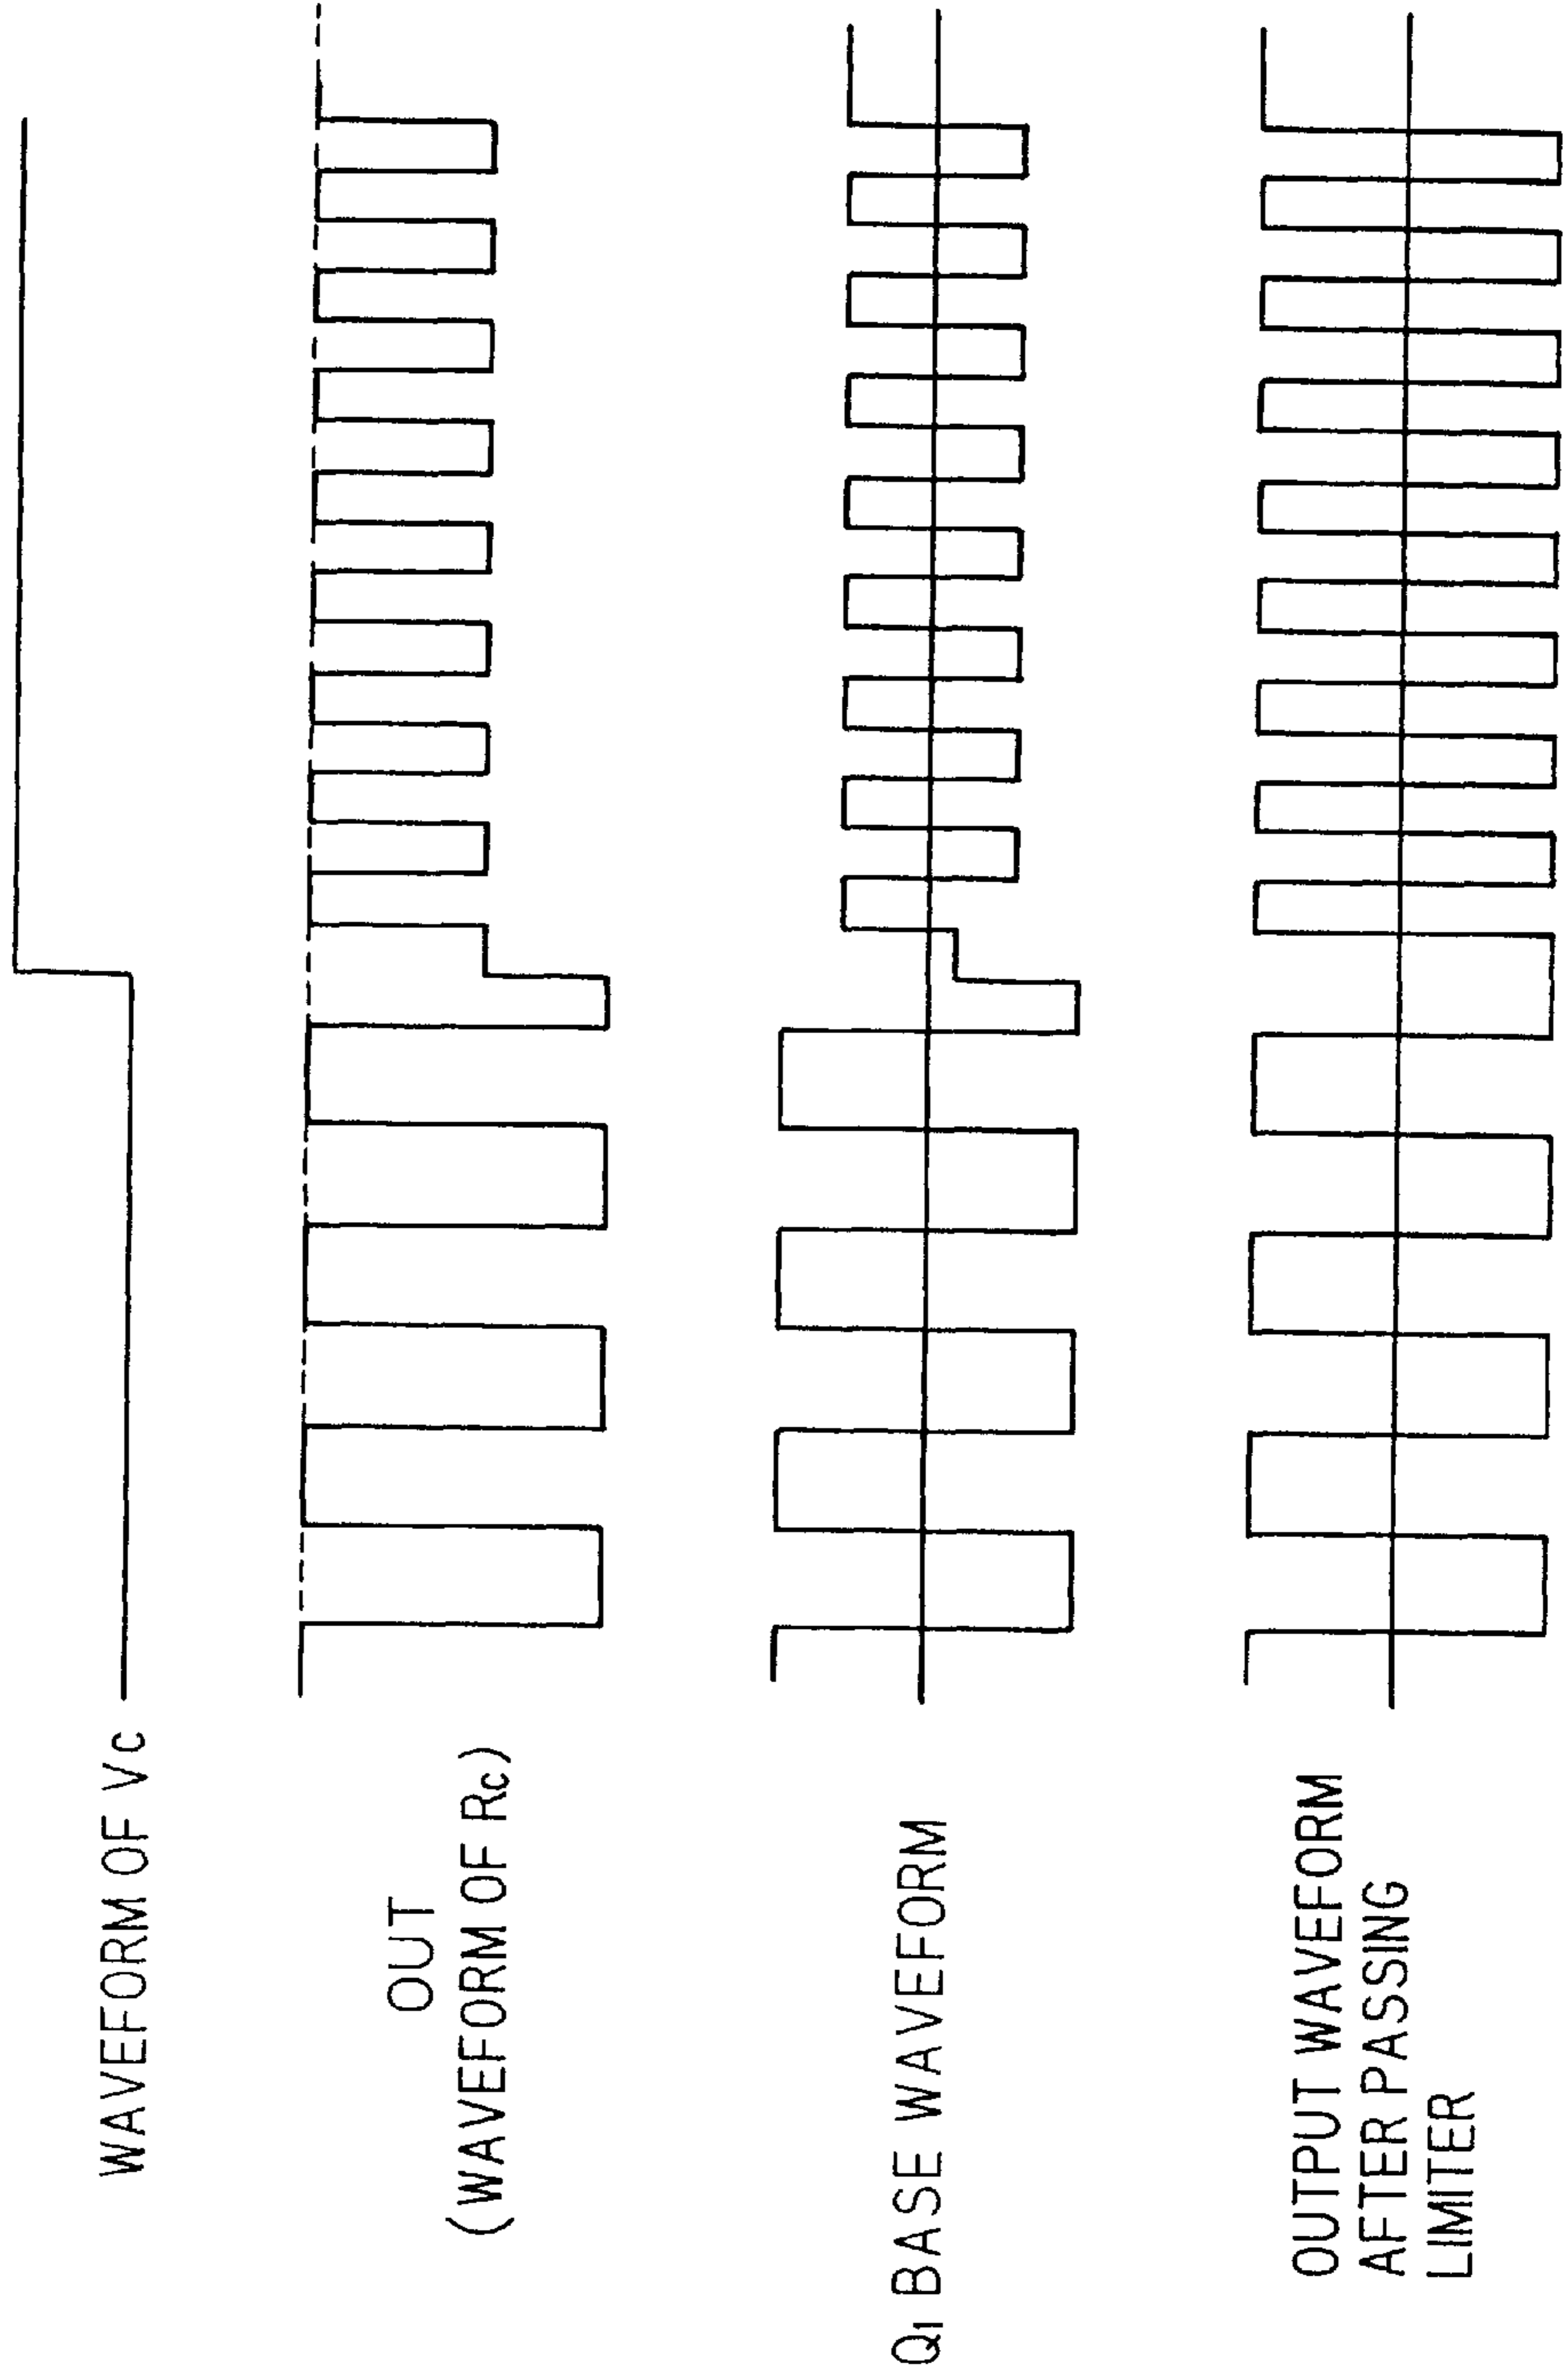 WAVEFORM OF Vc
OUT
(WAVEFORM OF Rc)
Q1 BASE WAVEFORM
OUTPUT WAVEFORM
AFTER PASSING
LIMITER